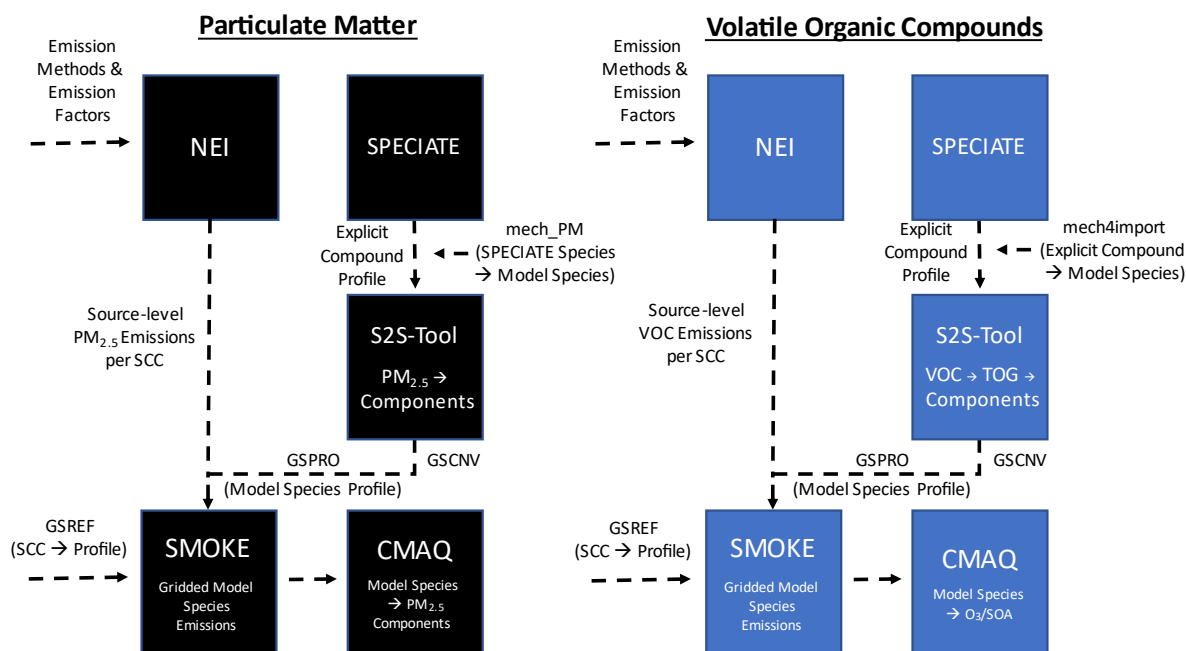 Particulate Matter
Emission
Methods &
Emission
Factors
NEI
SPECIATE
Explicit
Compound
Profile
mech_PM
(SPECIATE Species
→ Model Species)
Source-level
PM2.5 Emissions
per SCC
S2S-Tool
PM2.5 →
Components
GSPRO
(Model Species Profile)
GSREF
(SCC → Profile)
SMOKE
Gridded Model
Species
Emissions
CMAQ
Model Species
→ PM2.5
Components
Volatile Organic Compounds
Emission
Methods &
Emission
Factors
NEI
SPECIATE
Explicit
Compound
Profile
mech4import
(Explicit Compound
→ Model Species)
Source-level
VOC Emissions
per SCC
S2S-Tool
VOC → TOG →
Components
GSPRO
GSCNV
(Model Species Profile)
GSREF
(SCC → Profile)
SMOKE
Gridded Model
Species
Emissions
CMAQ
Model Species
→ O3/SOA